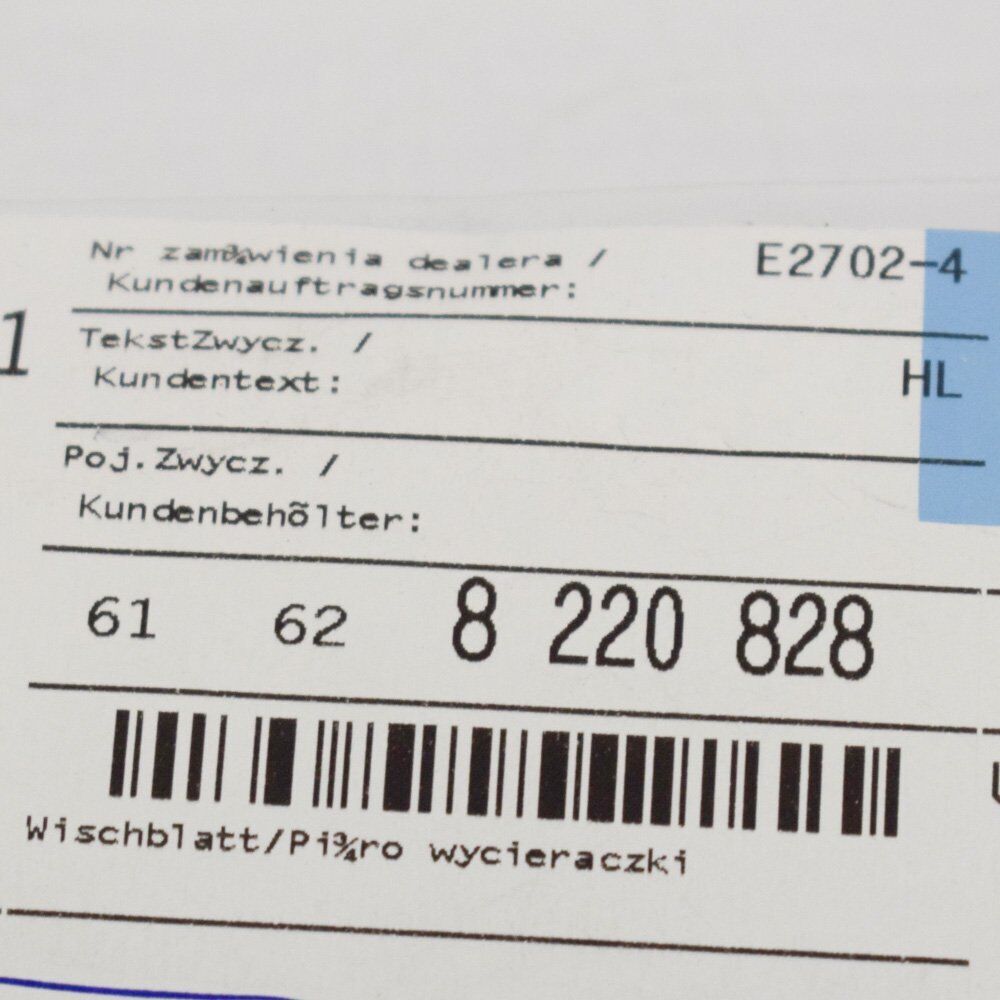 Nr zam¾wienia dealera /
Kundenauftragsnummer:
E2702-4
1
TekstZwycz. /
Kundentext:
HL
Poj.Zwycz. /
Kundenbehõlter:
61 62 8 220 828
Wischblatt/Pi¾ro wycieraczki